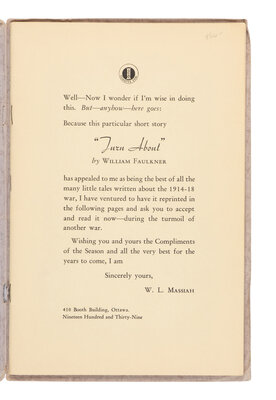 Well—Now I wonder if I'm wise in doing
this. But—anyhow—here goes:
Because this particular short story
"Turn About"
by WILLIAM FAULKNER
has appealed to me as being the best of all the
many little tales written about the 1914-18
war, I have ventured to have it reprinted in
the following pages and ask you to accept
and read it now—during the turmoil of
another war.
Wishing you and yours the Compliments
of the Season and all the very best for the
years to come, I am
Sincerely yours,
W. L. MASSIAH
410 Booth Building, Ottawa.
Nineteen Hundred and Thirty-Nine